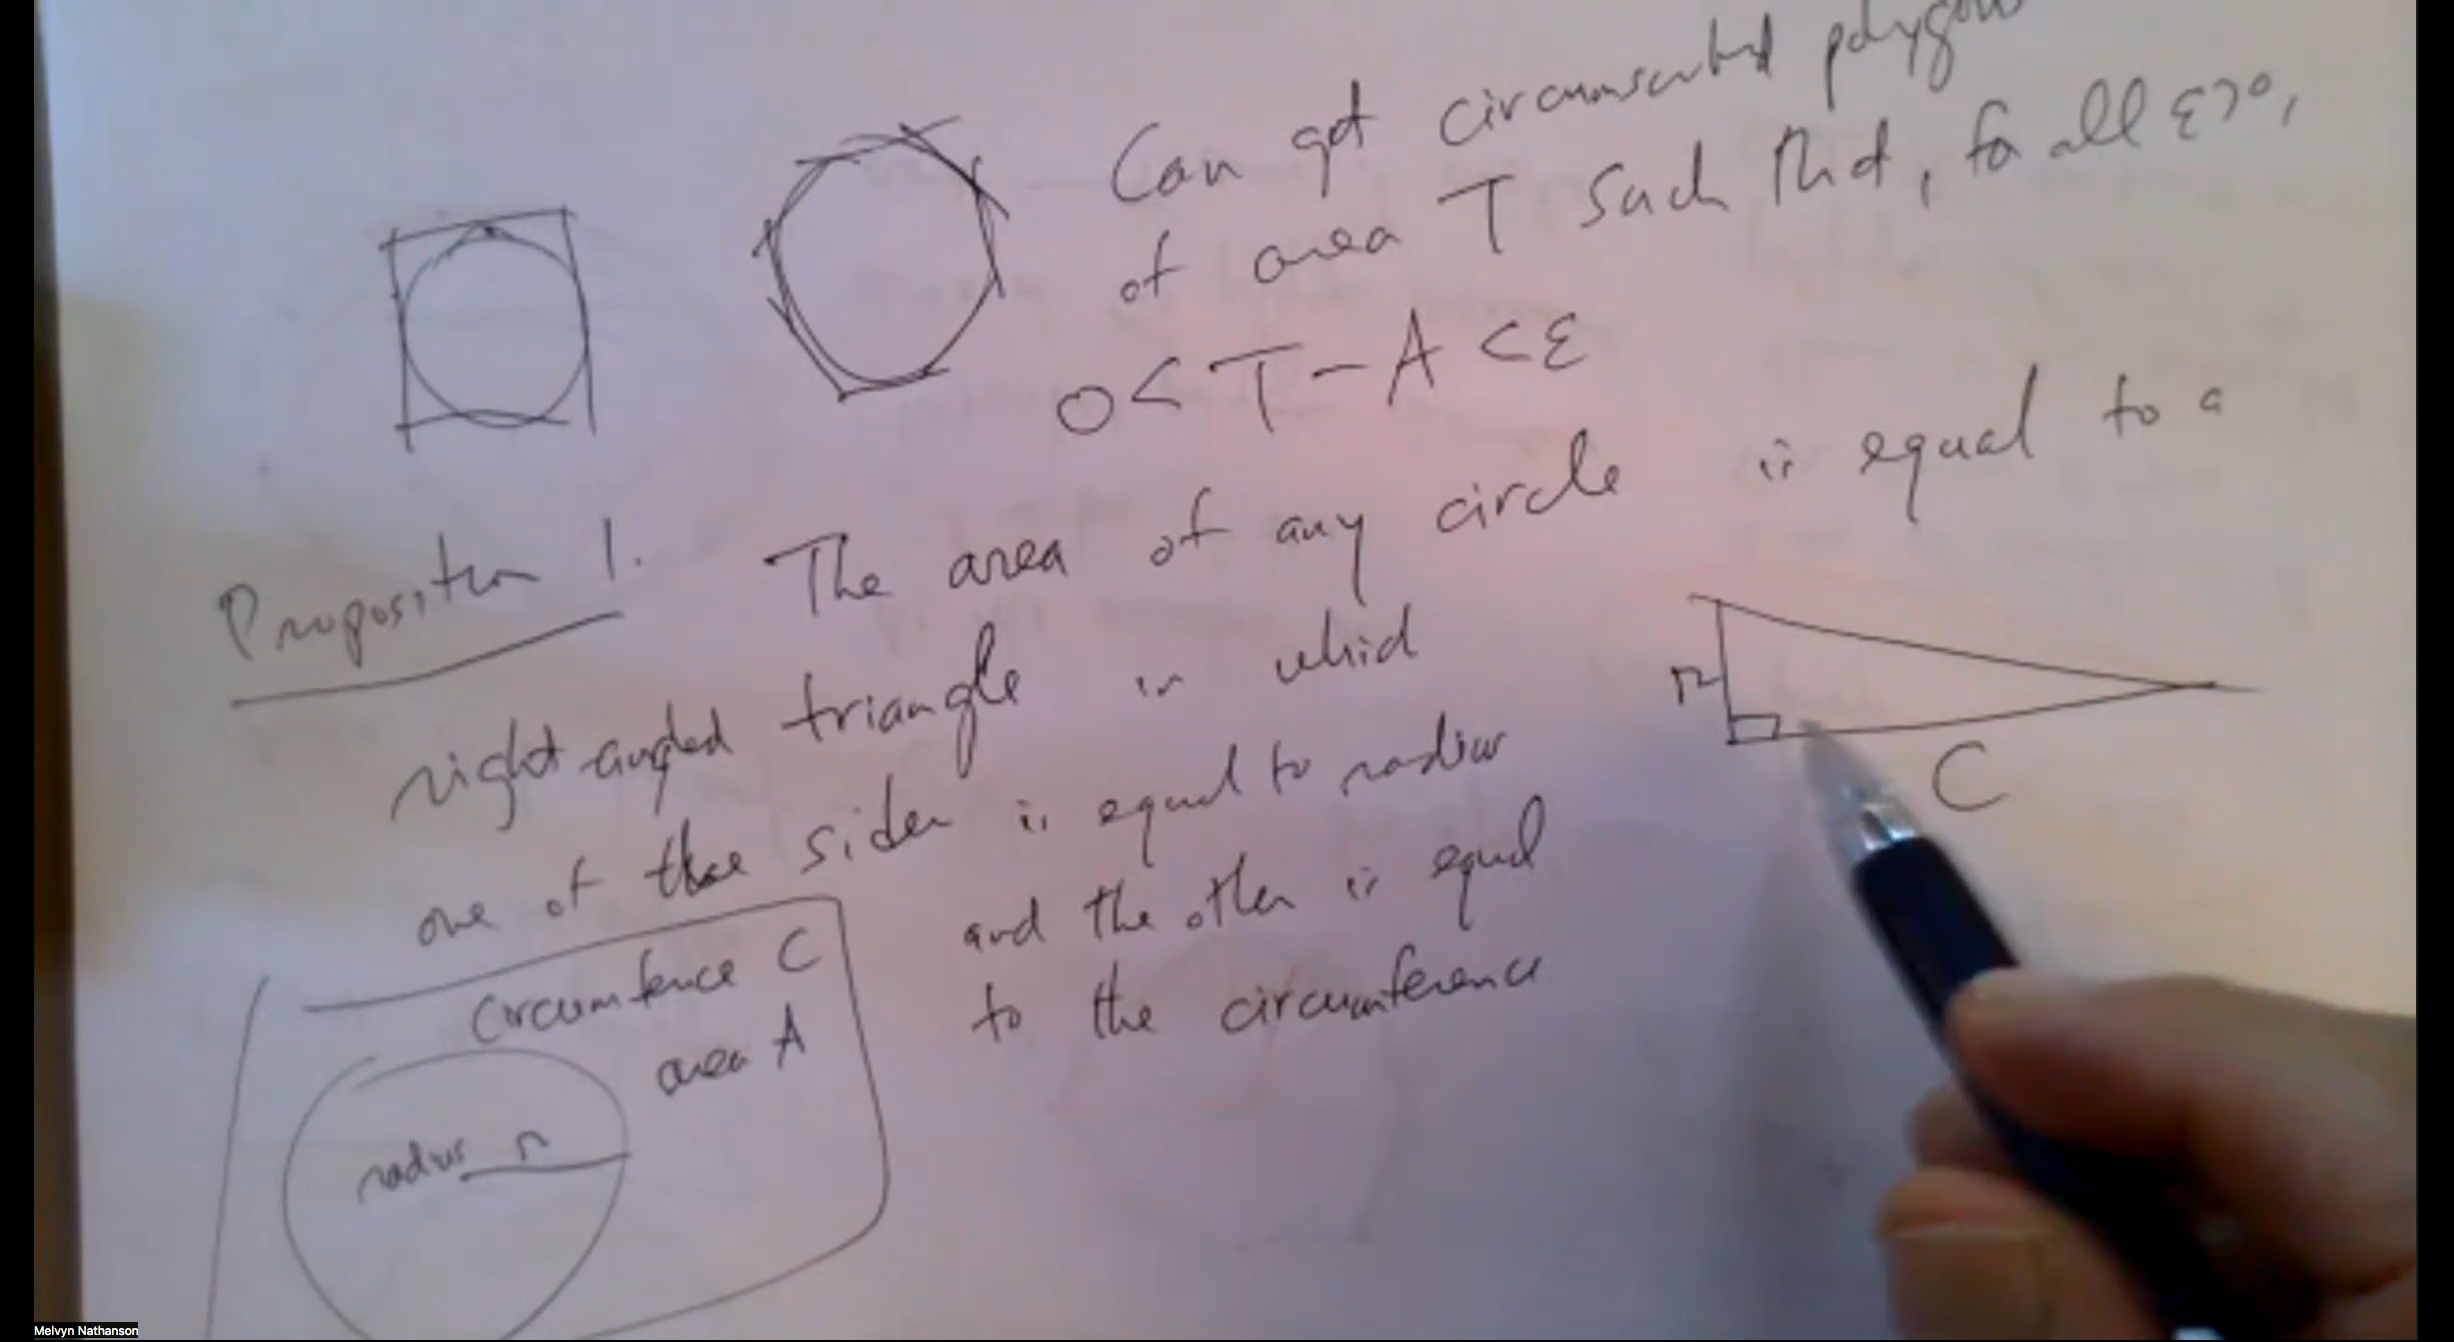 Can get circumscribed polygon
of area T such that, for all ε>0,
0 < T - A < ε
Proposition 1. The area of any circle is equal to a
right-angled triangle in which
one of the sides is equal to radius
and the other is equal
to the circumference
r
C
Circumference C
area A
radius r
Melvyn Nathanson